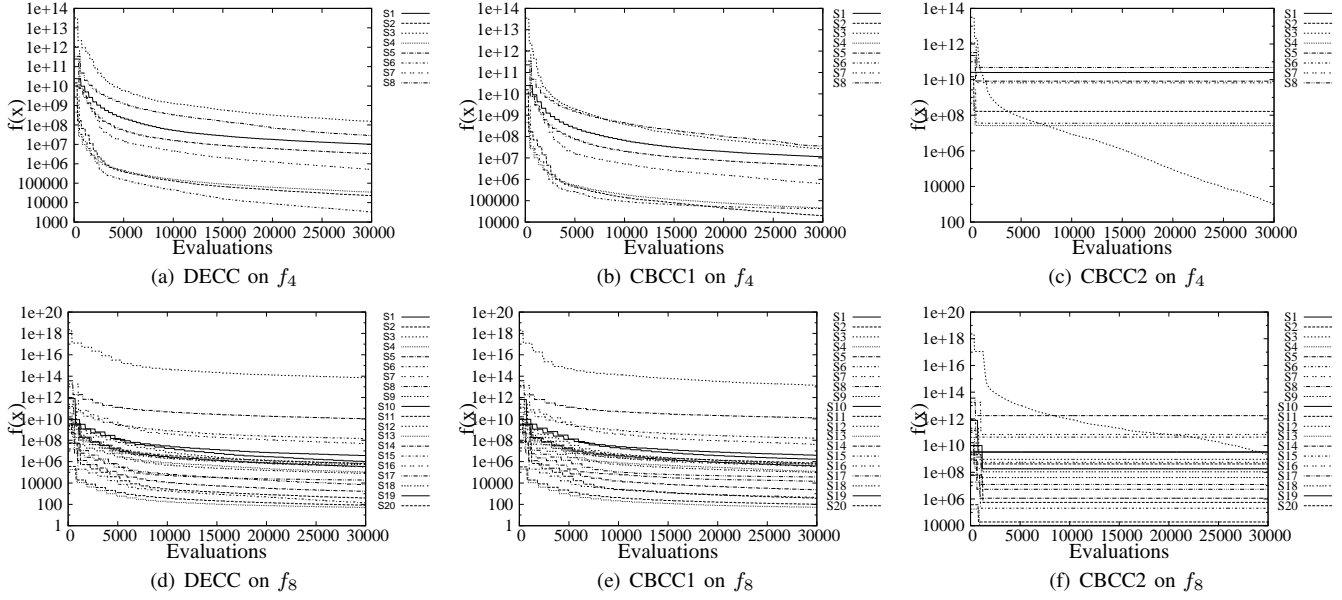 1e+14
1e+13
1e+12
1e+11
1e+10
1e+09
1e+08
1e+07
1e+06
100000
10000
1000
f(x)
0 5000 10000 15000 20000 25000 30000
Evaluations
S1
S2
S3
S4
S5
S6
S7
S8
(a) DECC on f4
1e+14
1e+13
1e+12
1e+11
1e+10
1e+09
1e+08
1e+07
1e+06
100000
10000
f(x)
0 5000 10000 15000 20000 25000 30000
Evaluations
S1
S2
S3
S4
S5
S6
S7
S8
(b) CBCC1 on f4
1e+14
1e+12
1e+10
1e+08
1e+06
10000
100
f(x)
0 5000 10000 15000 20000 25000 30000
Evaluations
S1
S2
S3
S4
S5
S6
S7
S8
(c) CBCC2 on f4
1e+20
1e+18
1e+16
1e+14
1e+12
1e+10
1e+08
1e+06
10000
100
1
f(x)
0 5000 10000 15000 20000 25000 30000
Evaluations
S1
S2
S3
S4
S5
S6
S7
S8
S9
S10
S11
S12
S13
S14
S15
S16
S17
S18
S19
S20
(d) DECC on f8
1e+20
1e+18
1e+16
1e+14
1e+12
1e+10
1e+08
1e+06
10000
100
1
f(x)
0 5000 10000 15000 20000 25000 30000
Evaluations
S1
S2
S3
S4
S5
S6
S7
S8
S9
S10
S11
S12
S13
S14
S15
S16
S17
S18
S19
S20
(e) CBCC1 on f8
1e+20
1e+18
1e+16
1e+14
1e+12
1e+10
1e+08
1e+06
10000
f(x)
0 5000 10000 15000 20000 25000 30000
Evaluations
S1
S2
S3
S4
S5
S6
S7
S8
S9
S10
S11
S12
S13
S14
S15
S16
S17
S18
S19
S20
(f) CBCC2 on f8